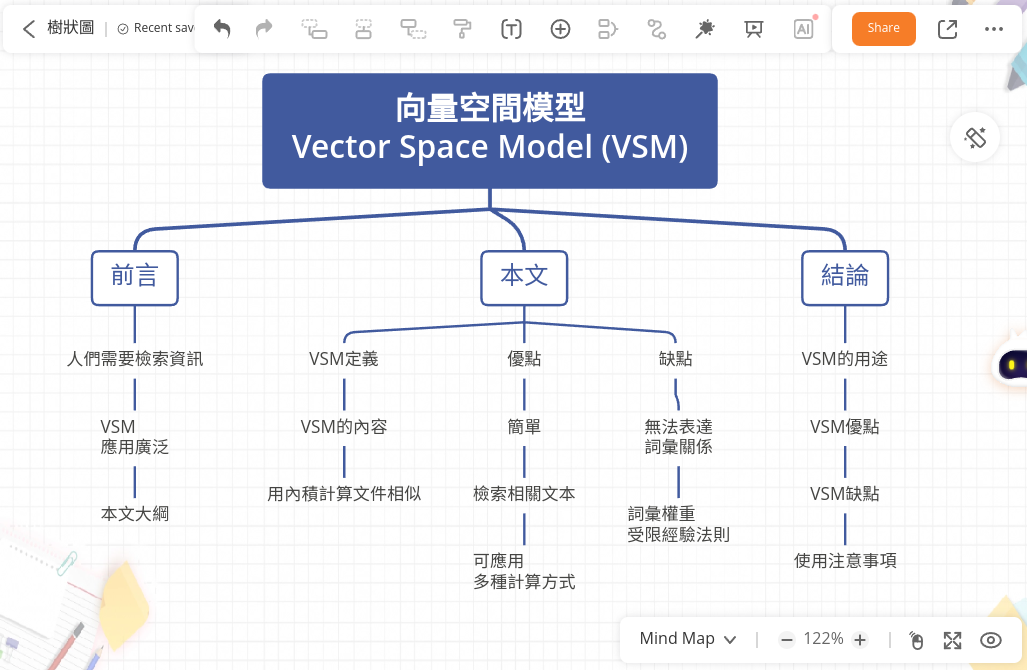 樹狀圖
Recent sav
T
AI
Share
向量空間模型
Vector Space Model (VSM)
前言
本文
結論
人們需要檢索資訊
VSM定義
優點
缺點
VSM的用途
VSM
應用廣泛
VSM的內容
簡單
無法表達
詞彙關係
VSM優點
本文大綱
用內積計算文件相似
檢索相關文本
詞彙權重
受限經驗法則
VSM缺點
可應用
多種計算方式
使用注意事項
Mind Map
122%